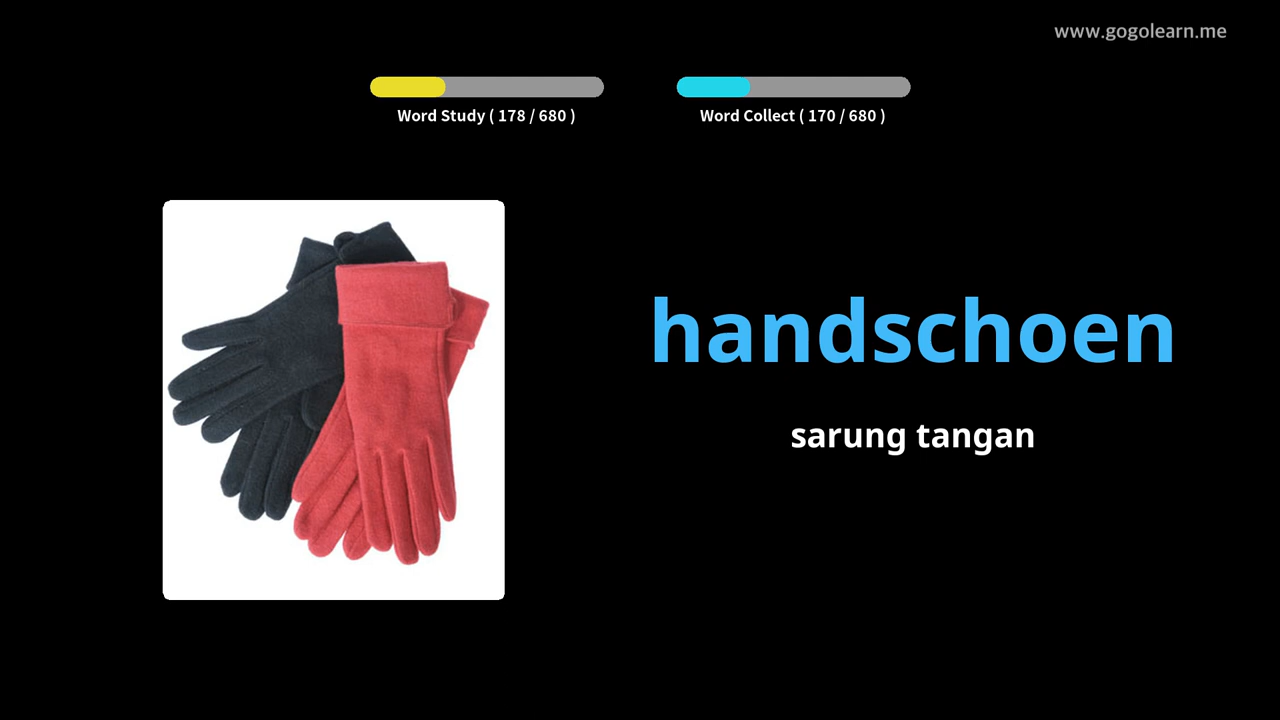 www.gogolearn.me
Word Study ( 178 / 680 )
Word Collect ( 170 / 680 )
handschoen
sarung tangan